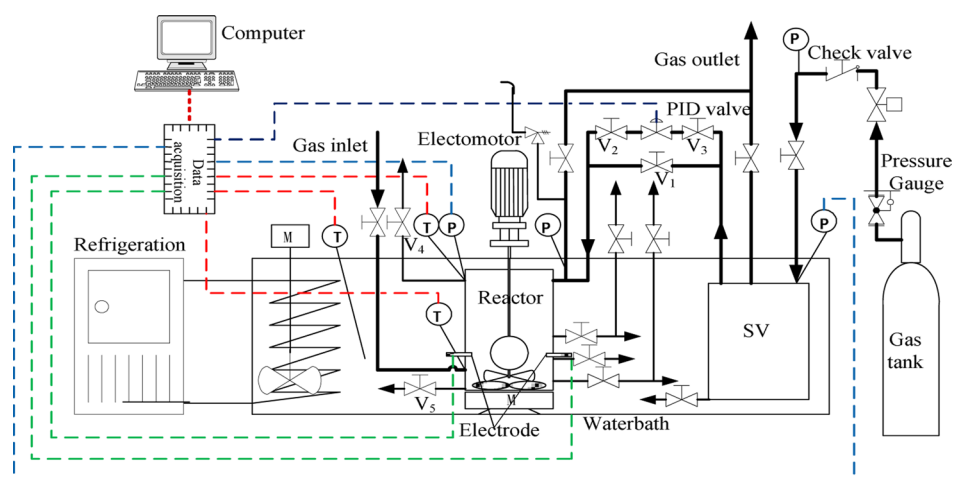 Computer
P
Check valve
Gas outlet
PID valve
Electomotor
Gas inlet
V2
V3
Data
acquisition
V1
Pressure
Gauge
T
P
P
P
M
T
V4
Refrigeration
Reactor
T
SV
Gas
tank
V5
M
Electrode
Waterbath